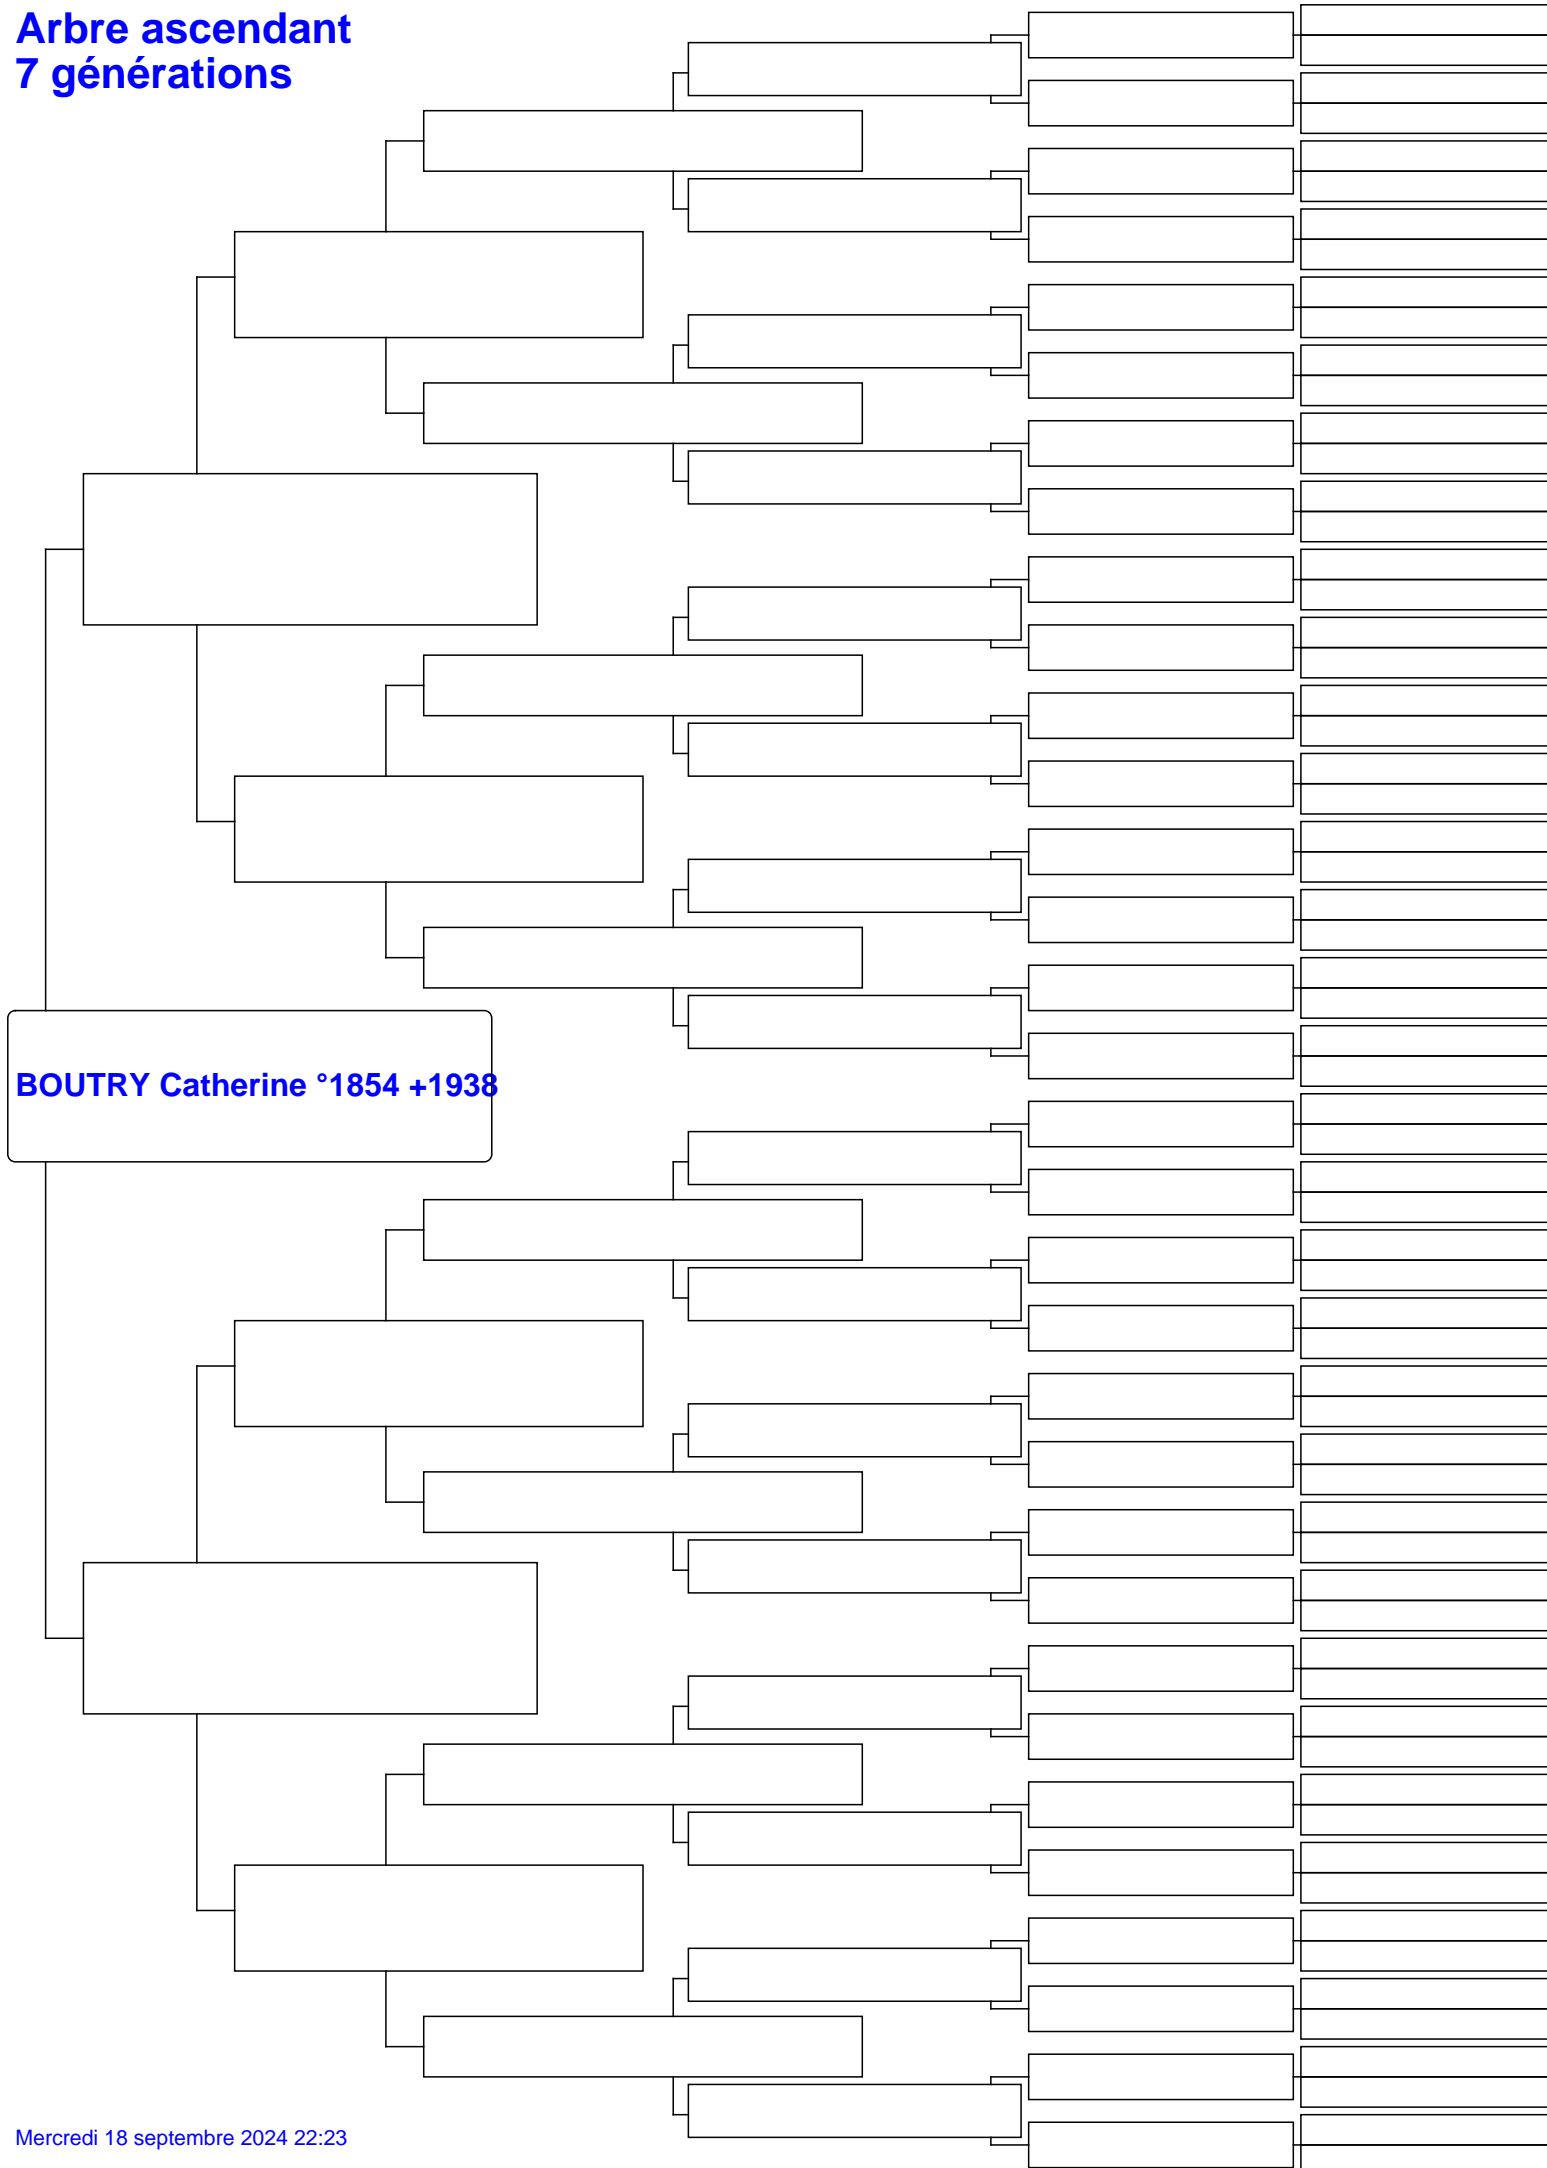 Arbre ascendant
7 générations
BOUTRY Catherine °1854 +1938
Mercredi 18 septembre 2024 22:23